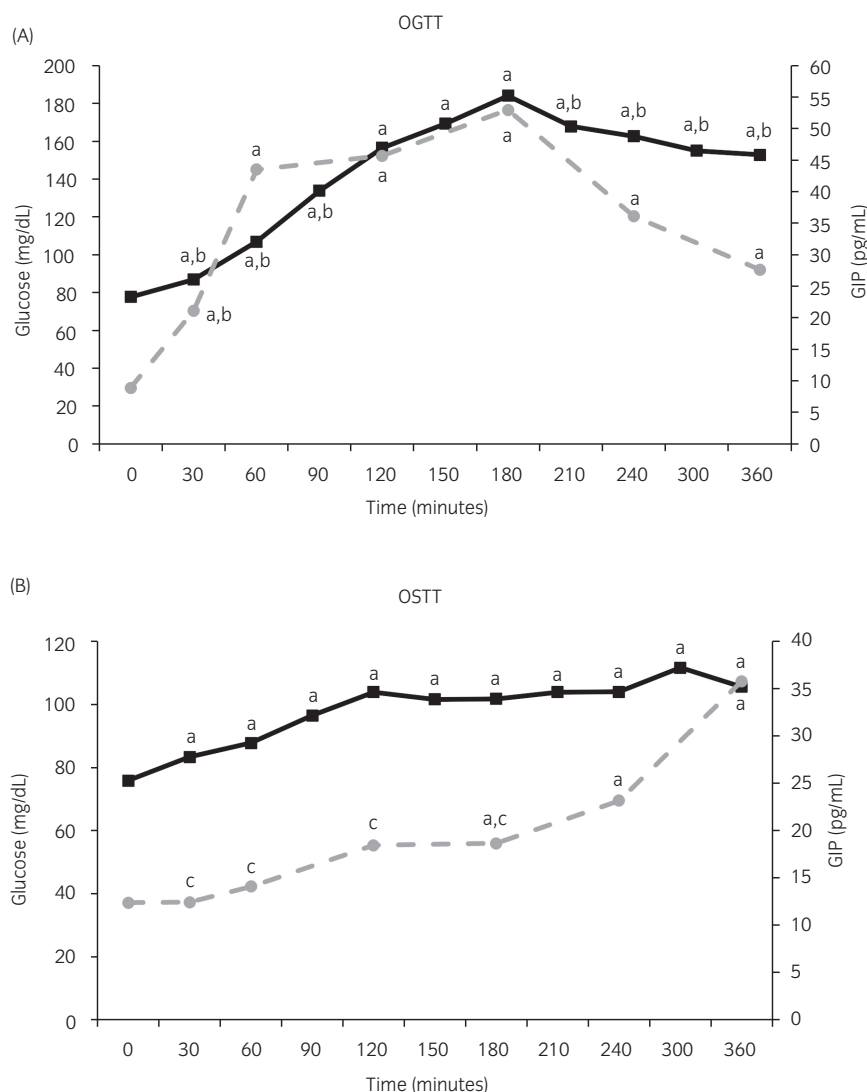 (A)
OGTT
200
180
160
140
120
100
80
60
40
20
0
Glucose (mg/dL)
60
55
50
45
40
35
30
25
20
15
10
5
0
GIP (pg/mL)
a,b
a,b
a
a,b
a,b
a
a
a
a
a
a,b
a,b
a
a,b
a,b
a
0 30 60 90 120 150 180 210 240 300 360
Time (minutes)
(B)
OSTT
120
100
80
60
40
20
0
Glucose (mg/dL)
40
35
30
25
20
15
10
5
0
GIP (pg/mL)
a a a a a a a a a a
c c c a,c a a
0 30 60 90 120 150 180 210 240 300 360
Time (minutes)